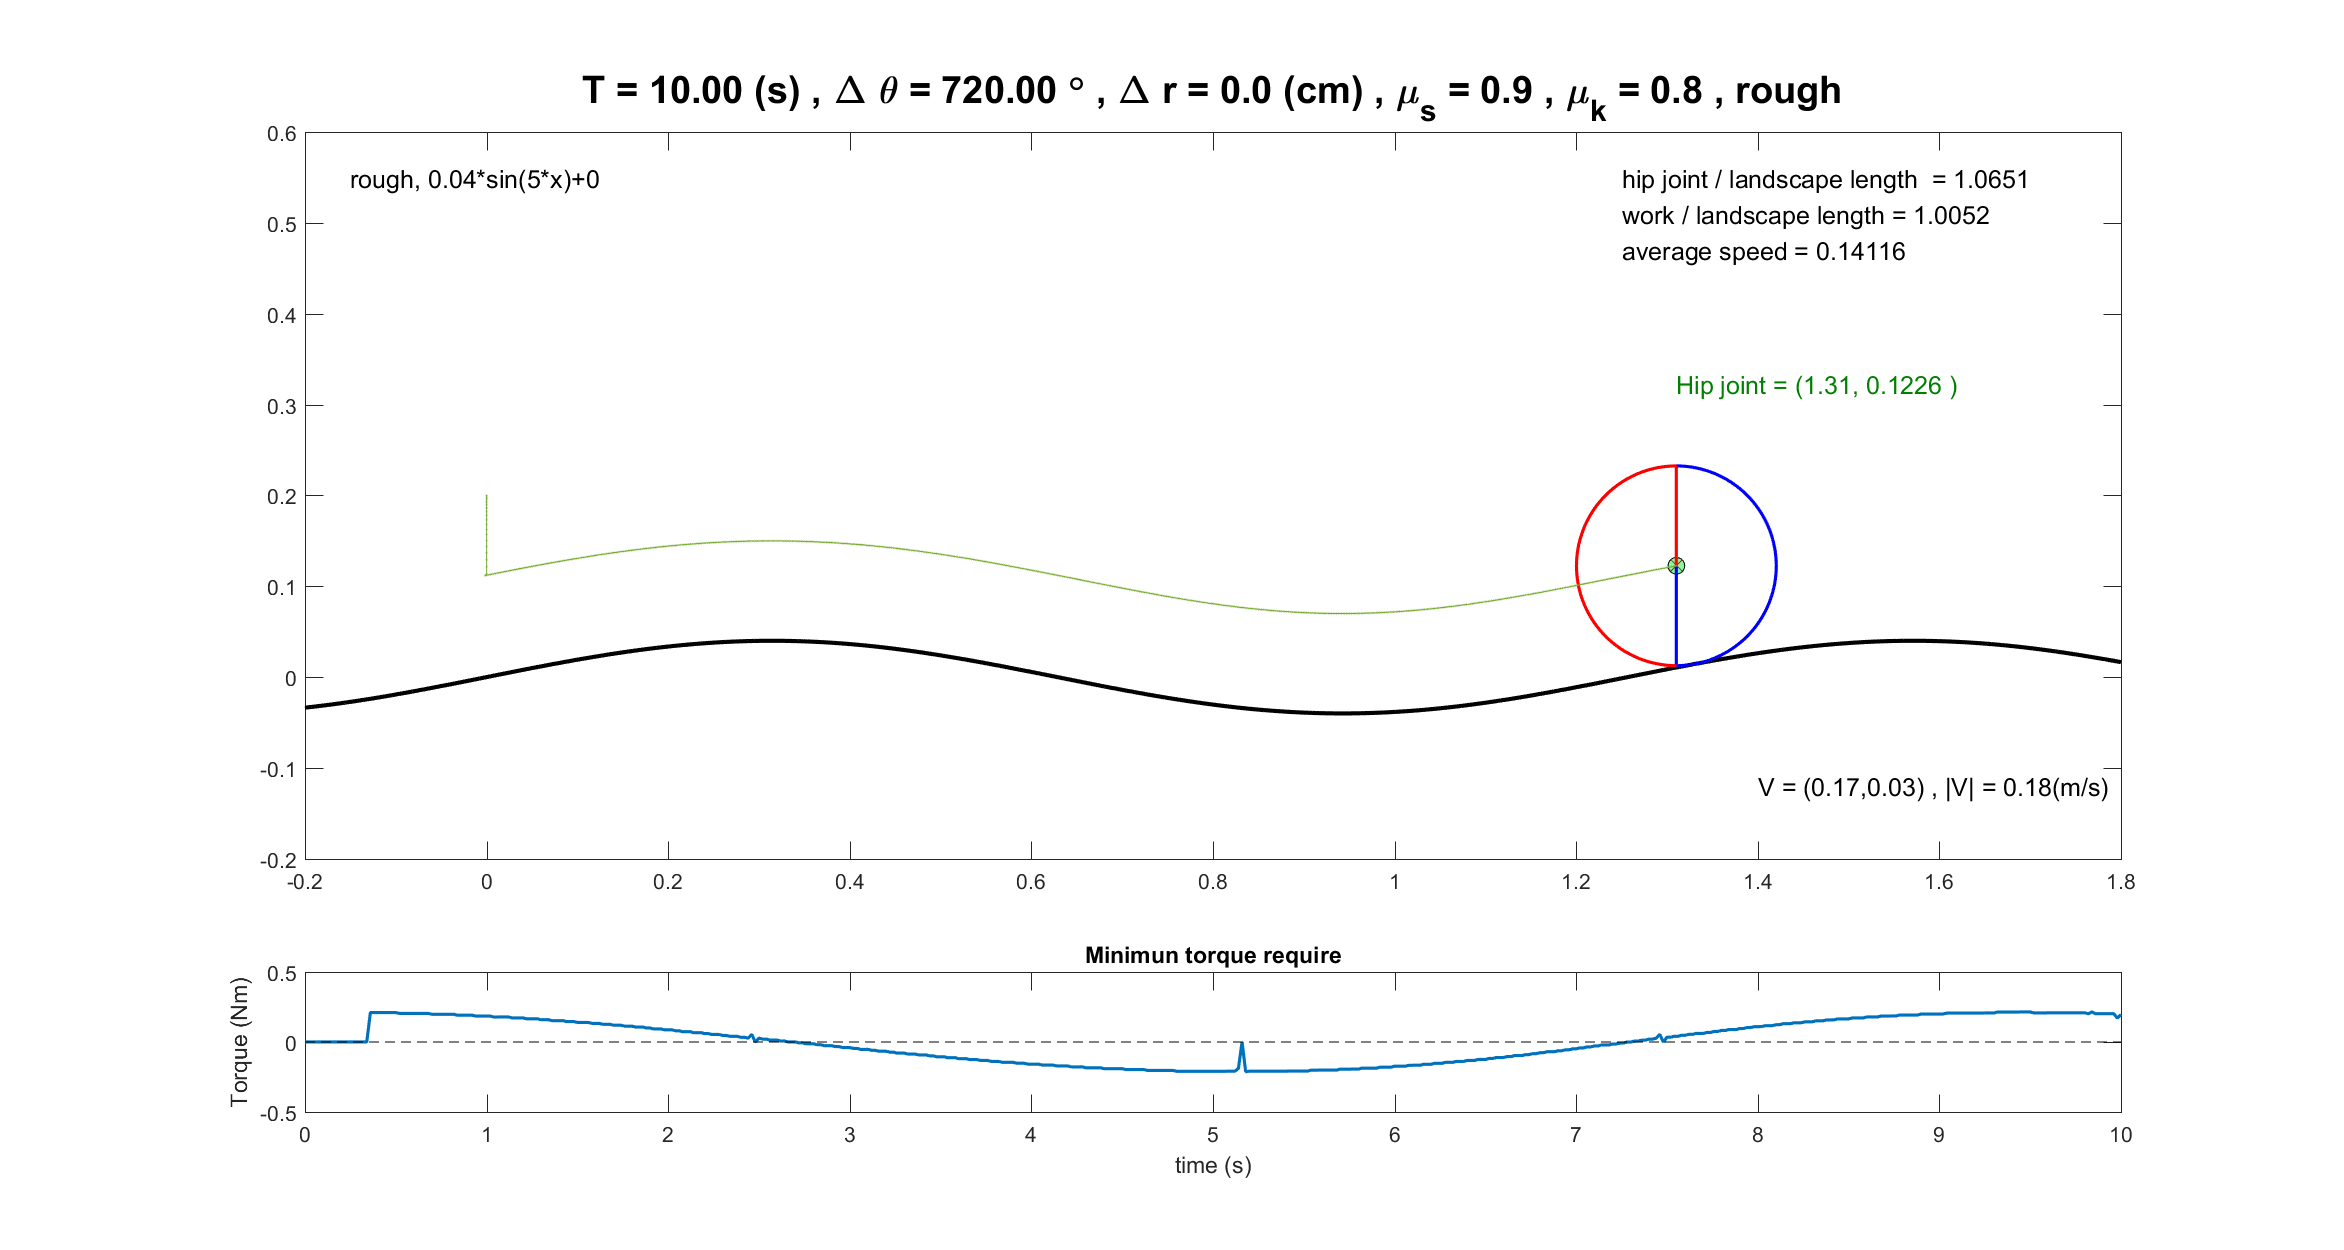 T = 10.00 (s) , Δ θ = 720.00 ° , Δ r = 0.0 (cm) , μs = 0.9 , μk = 0.8 , rough
0.6
0.5
0.4
0.3
0.2
0.1
0
-0.1
-0.2
rough, 0.04*sin(5*x)+0
hip joint / landscape length = 1.0651
work / landscape length = 1.0052
average speed = 0.14116
Hip joint = (1.31, 0.1226 )
V = (0.17,0.03) , |V| = 0.18(m/s)
-0.2 0 0.2 0.4 0.6 0.8 1 1.2 1.4 1.6 1.8
Minimun torque require
Torque (Nm)
0.5
0
-0.5
0 1 2 3 4 5 6 7 8 9 10
time (s)